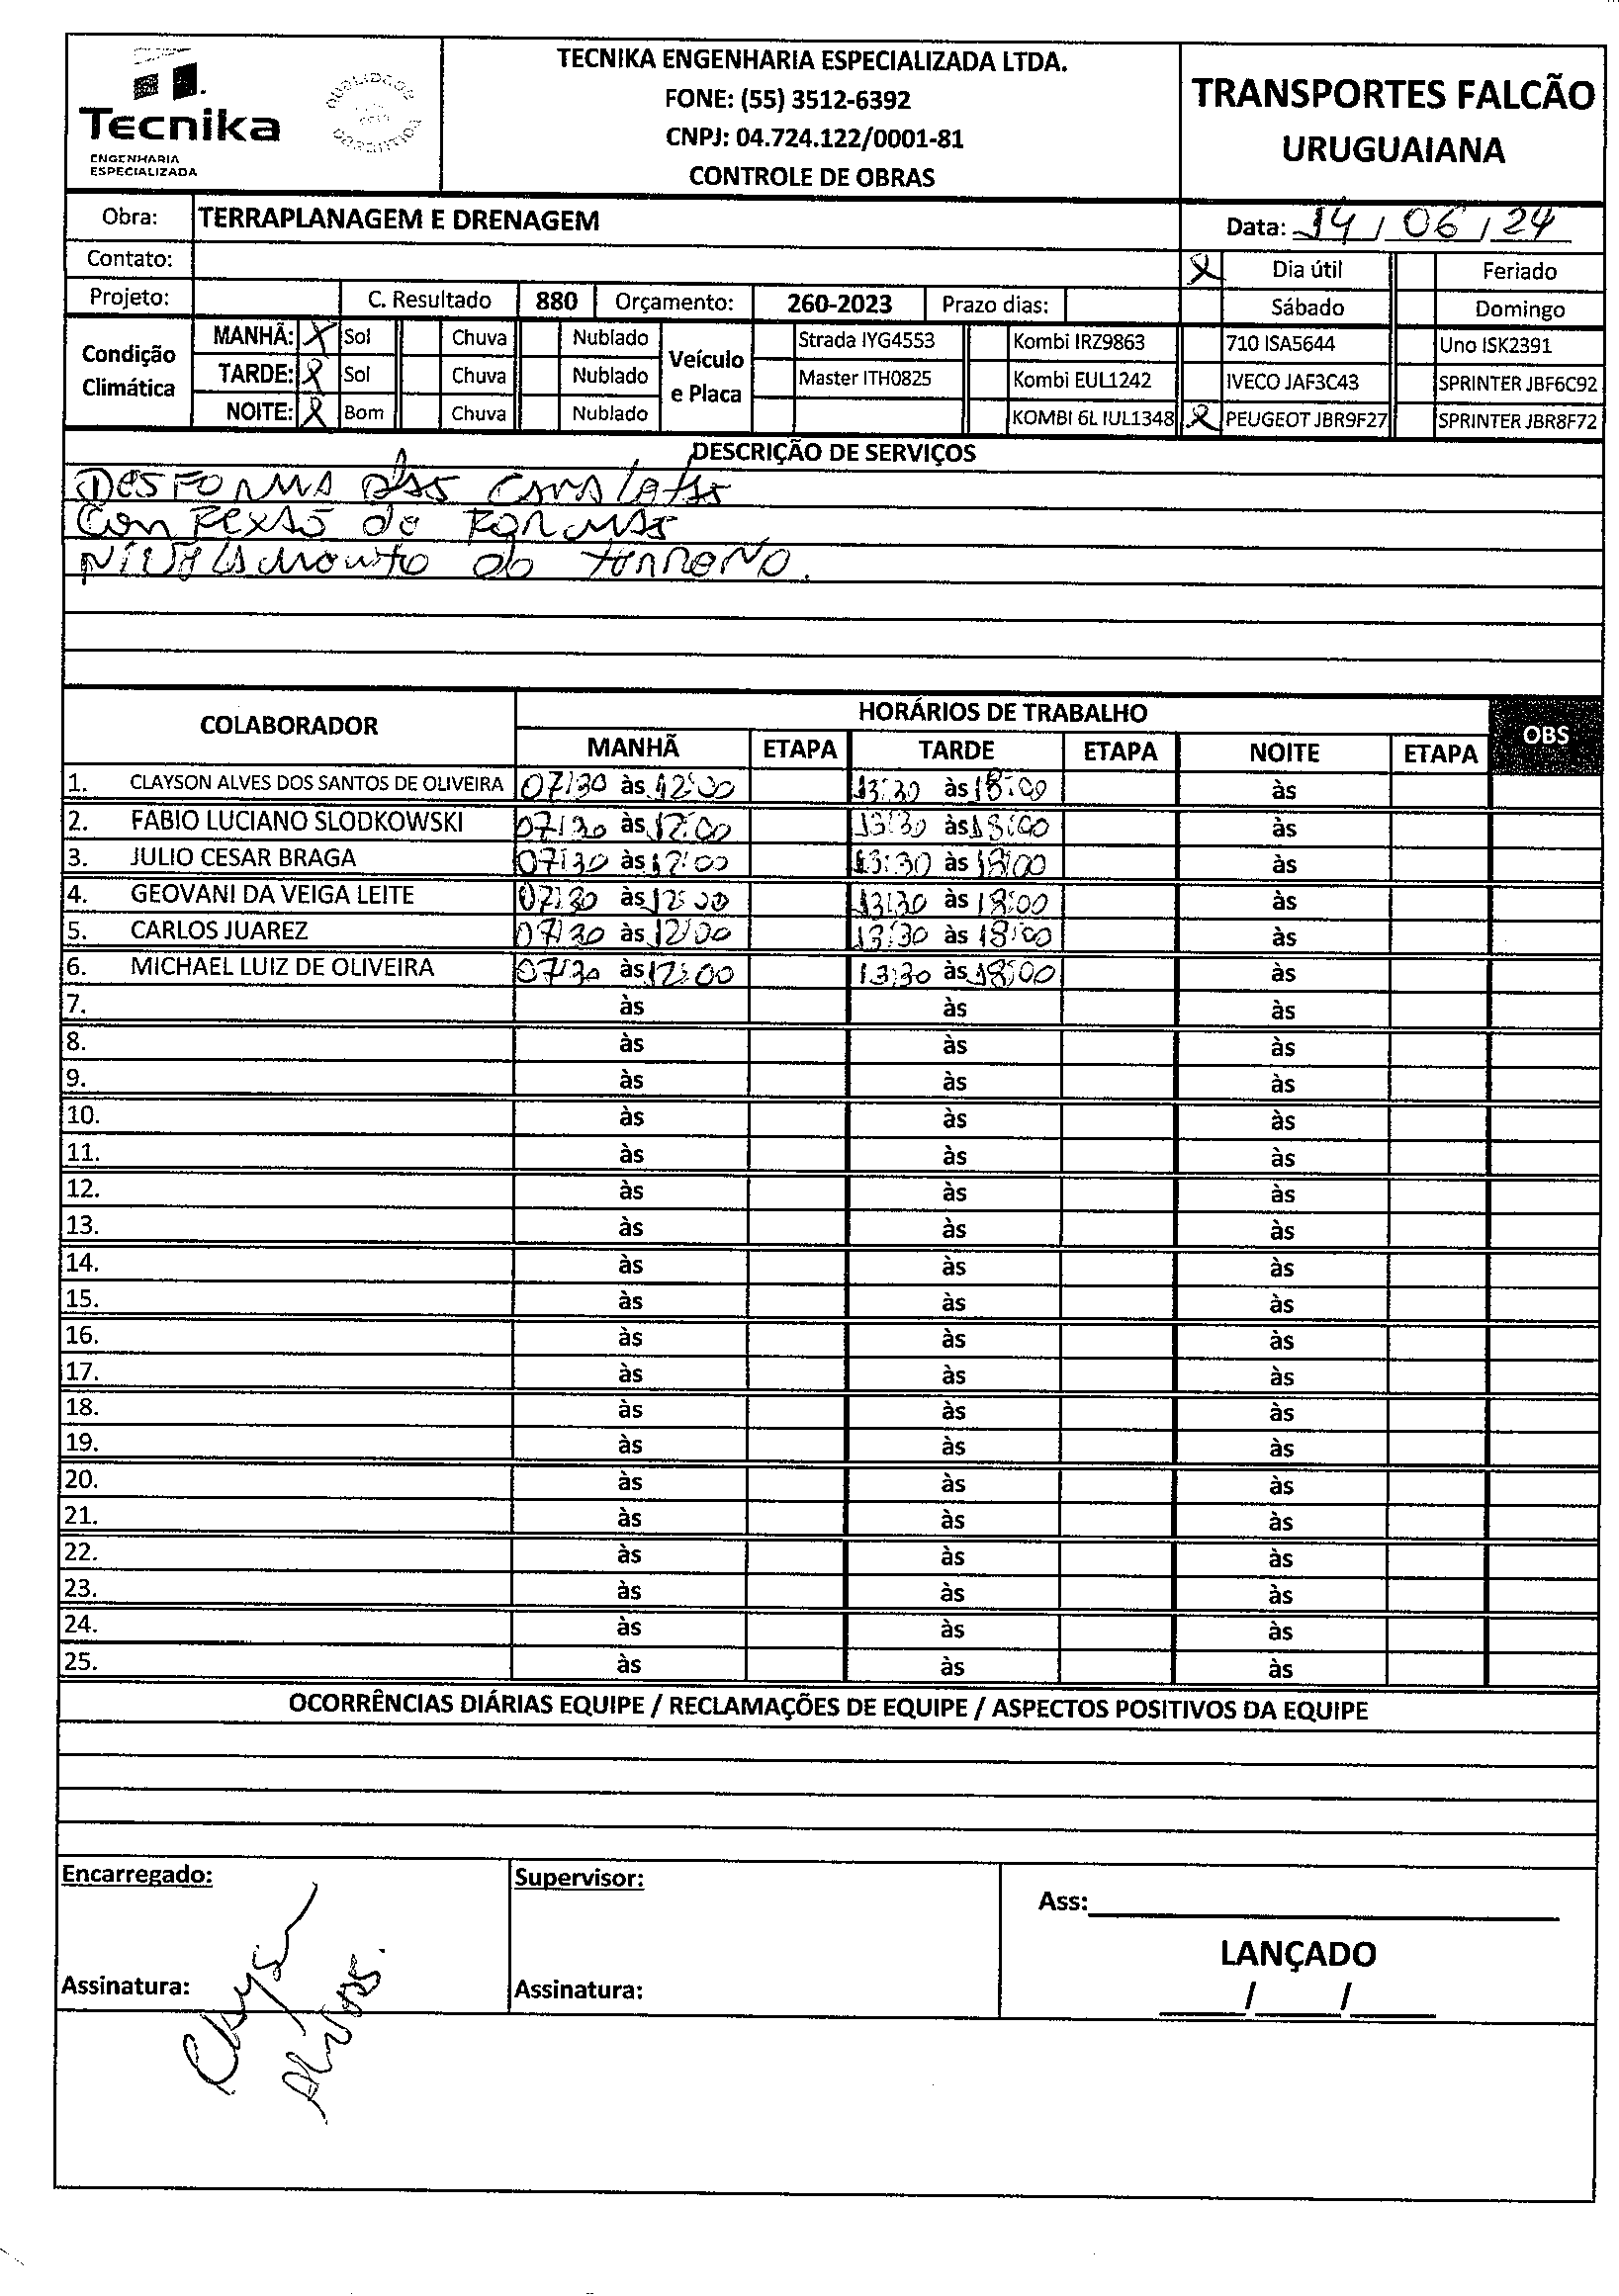 Tecnika
ENGENHARIA
ESPECIALIZADA
TECNIKA ENGENHARIA ESPECIALIZADA LTDA.
FONE: (55) 3512-6392
CNPJ: 04.724.122/0001-81
CONTROLE DE OBRAS
TRANSPORTES FALCÃO
URUGUAIANA
Obra: TERRAPLANAGEM E DRENAGEM Data: 14/06/24
Contato: X Dia útil Feriado
Projeto: C. Resultado 880 Orçamento: 260-2023 Prazo dias: Sábado Domingo
Condição Climática
MANHÃ: X Sol Chuva Nublado
TARDE: X Sol Chuva Nublado
NOITE: X Bom Chuva Nublado
Veículo e Placa
Strada IYG4553 Kombi IRZ9863 710 ISA5644 Uno ISK2391
Master ITH0825 Kombi EUL1242 IVECO JAF3C43 SPRINTER JBF6C92
KOMBI 6L IUL1348 X PEUGEOT JBR9F27 SPRINTER JBR8F72
DESCRIÇÃO DE SERVIÇOS
DESFORMA das
de FORMAS
do terreno.
COLABORADOR HORÁRIOS DE TRABALHO OBS
MANHÃ ETAPA TARDE ETAPA NOITE ETAPA
1. CLAYSON ALVES DOS SANTOS DE OLIVEIRA 07:30 às 12:00 13:30 às 18:00 às
2. FABIO LUCIANO SLODKOWSKI 07:30 às 12:00 13:30 às 18:00 às
3. JULIO CESAR BRAGA 07:30 às 12:00 13:30 às 18:00 às
4. GEOVANI DA VEIGA LEITE 07:30 às 12:00 13:30 às 18:00 às
5. CARLOS JUAREZ 07:30 às 12:00 13:30 às 18:00 às
6. MICHAEL LUIZ DE OLIVEIRA 07:30 às 12:00 13:30 às 18:00 às
7. às às às
8. às às às
9. às às às
10. às às às
11. às às às
12. às às às
13. às às às
14. às às às
15. às às às
16. às às às
17. às às às
18. às às às
19. às às às
20. às às às
21. às às às
22. às às às
23. às às às
24. às às às
25. às às às
OCORRÊNCIAS DIÁRIAS EQUIPE / RECLAMAÇÕES DE EQUIPE / ASPECTOS POSITIVOS DA EQUIPE
Encarregado: Supervisor: Ass:
LANÇADO
Assinatura: Assinatura: / /